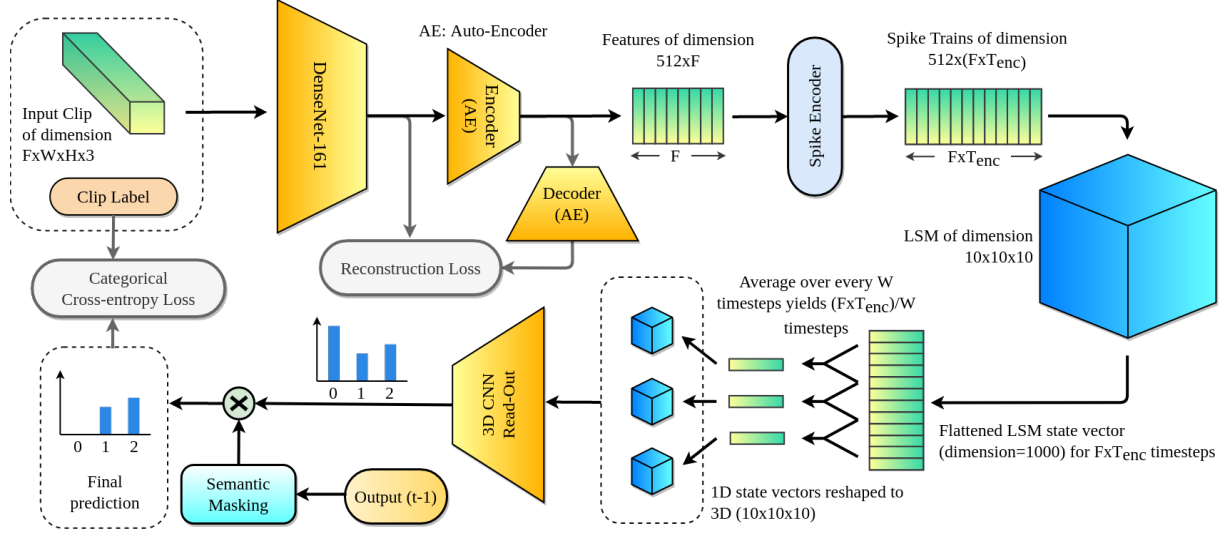 Input Clip
of dimension
FxWxHx3
Clip Label
Categorical
Cross-entropy Loss
DenseNet-161
AE: Auto-Encoder
Encoder
(AE)
Decoder
(AE)
Reconstruction Loss
Features of dimension
512xF
F
Spike Encoder
Spike Trains of dimension
512x(FxTenc)
FxTenc
LSM of dimension
10x10x10
Flattened LSM state vector
(dimension=1000) for FxTenc timesteps
Average over every W
timesteps yields (FxTenc)/W
timesteps
1D state vectors reshaped to
3D (10x10x10)
3D CNN
Read-Out
0 1 2
Semantic
Masking
Output (t-1)
0 1 2
Final
prediction